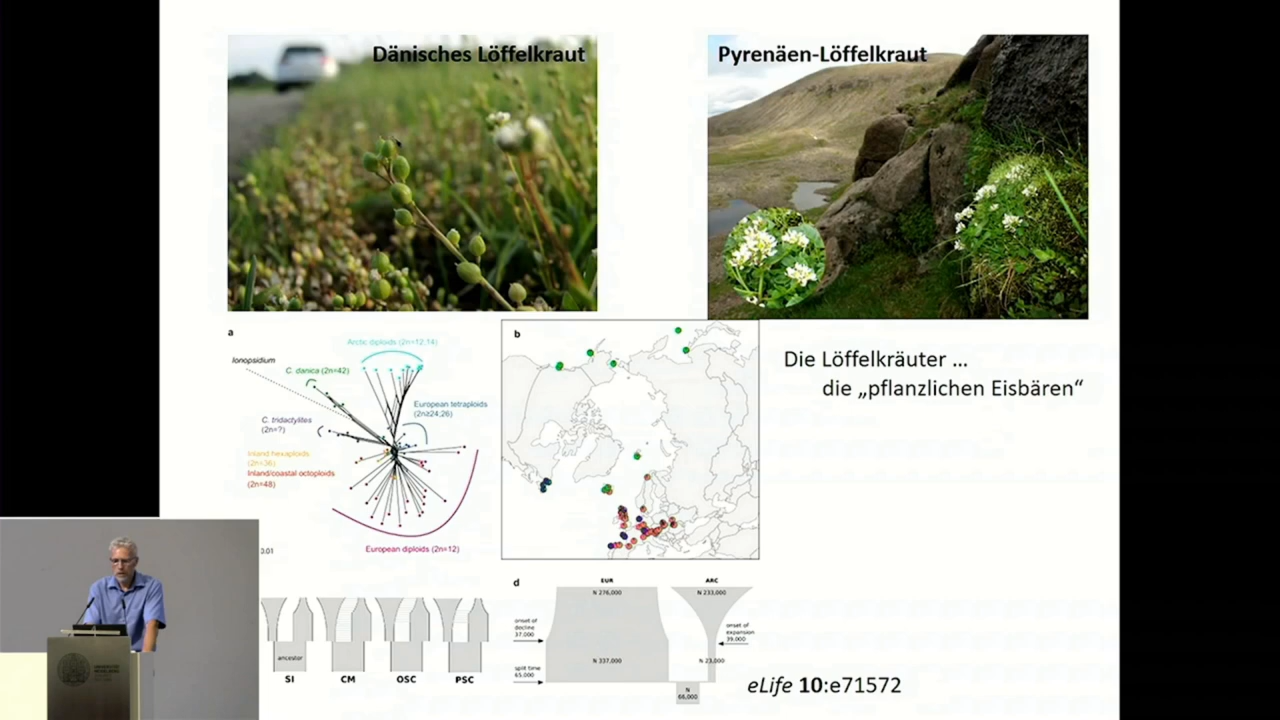 Dänisches Löffelkraut
Pyrenäen-Löffelkraut
a
Arctic diploids (2n=12;14)
Ionopsidium
C. danica (2n=42)
European tetraploids
(2n≥24;26)
C. tridactylites
(2n=?)
Inland hexaploids
(2n=36)
Inland/coastal octoploids
(2n=48)
European diploids (2n=12)
b
Die Löffelkräuter ...
die „pflanzlichen Eisbären“
ancestor
SI
CM
OSC
PSC
d
EUR
ARC
N 276,000
N 233,000
onset of
decline
37,000
onset of
expansion
39,000
split time
65,000
N 337,000
N 23,000
N
66,000
eLife 10:e71572
UNIVERSITÄT
HEIDELBERG